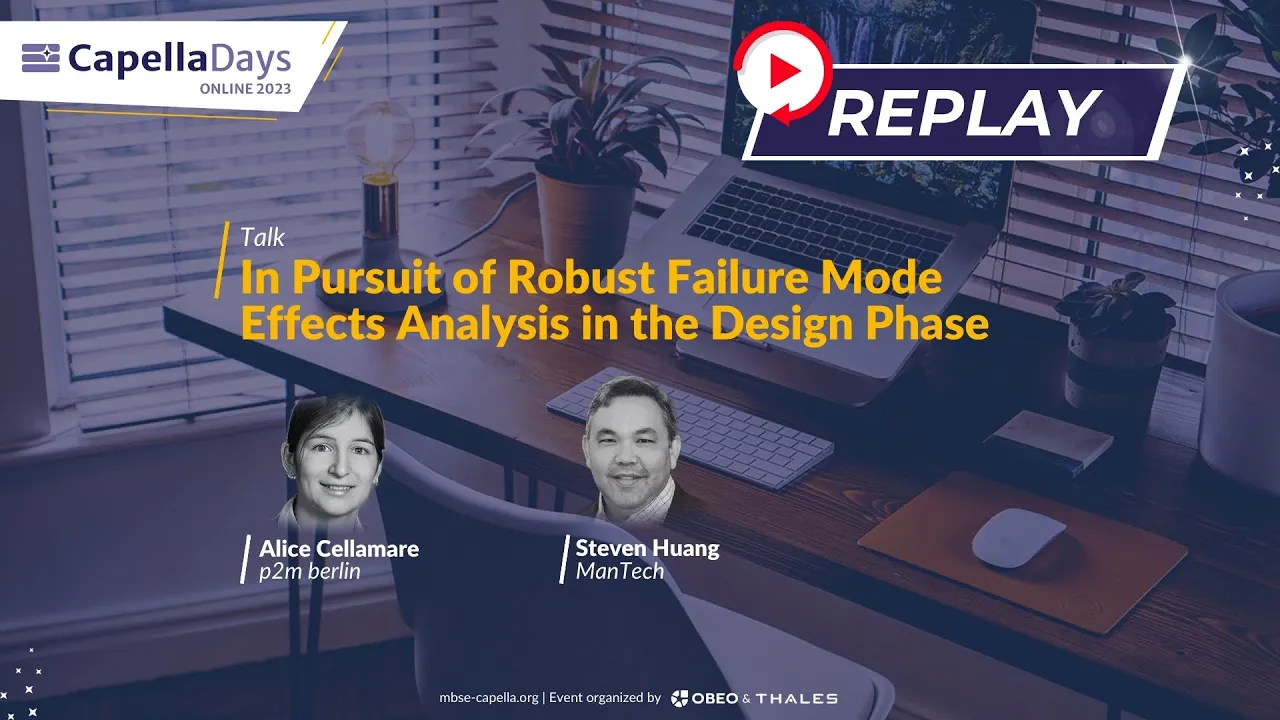 CapellaDays
ONLINE 2023
REPLAY
Talk
In Pursuit of Robust Failure Mode
Effects Analysis in the Design Phase
Alice Cellamare
p2m berlin
Steven Huang
ManTech
mbse-capella.org | Event organized by OBEO & THALES